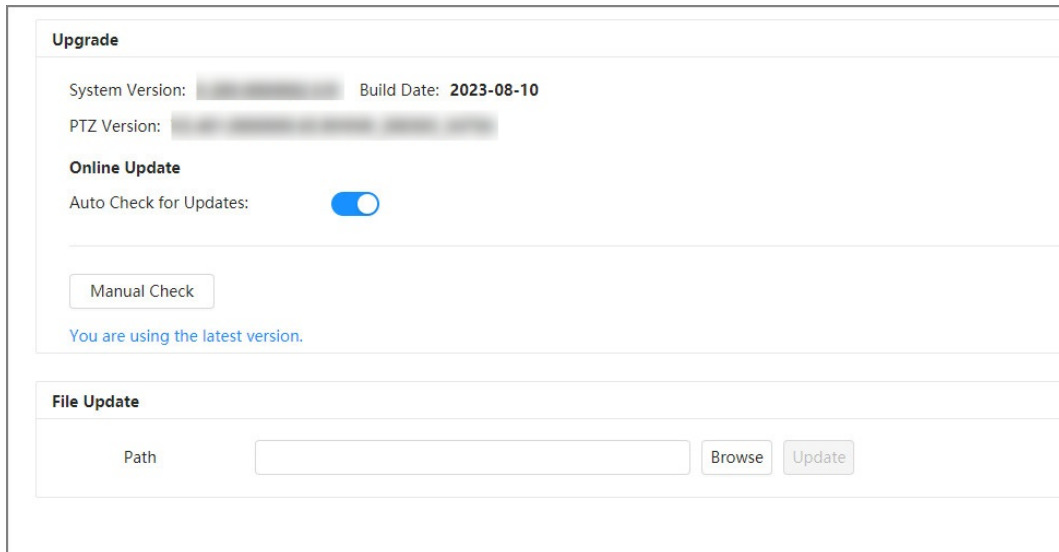 Upgrade
System Version: Build Date: 2023-08-10
PTZ Version:
Online Update
Auto Check for Updates:
Manual Check
You are using the latest version.
File Update
Path Browse Update